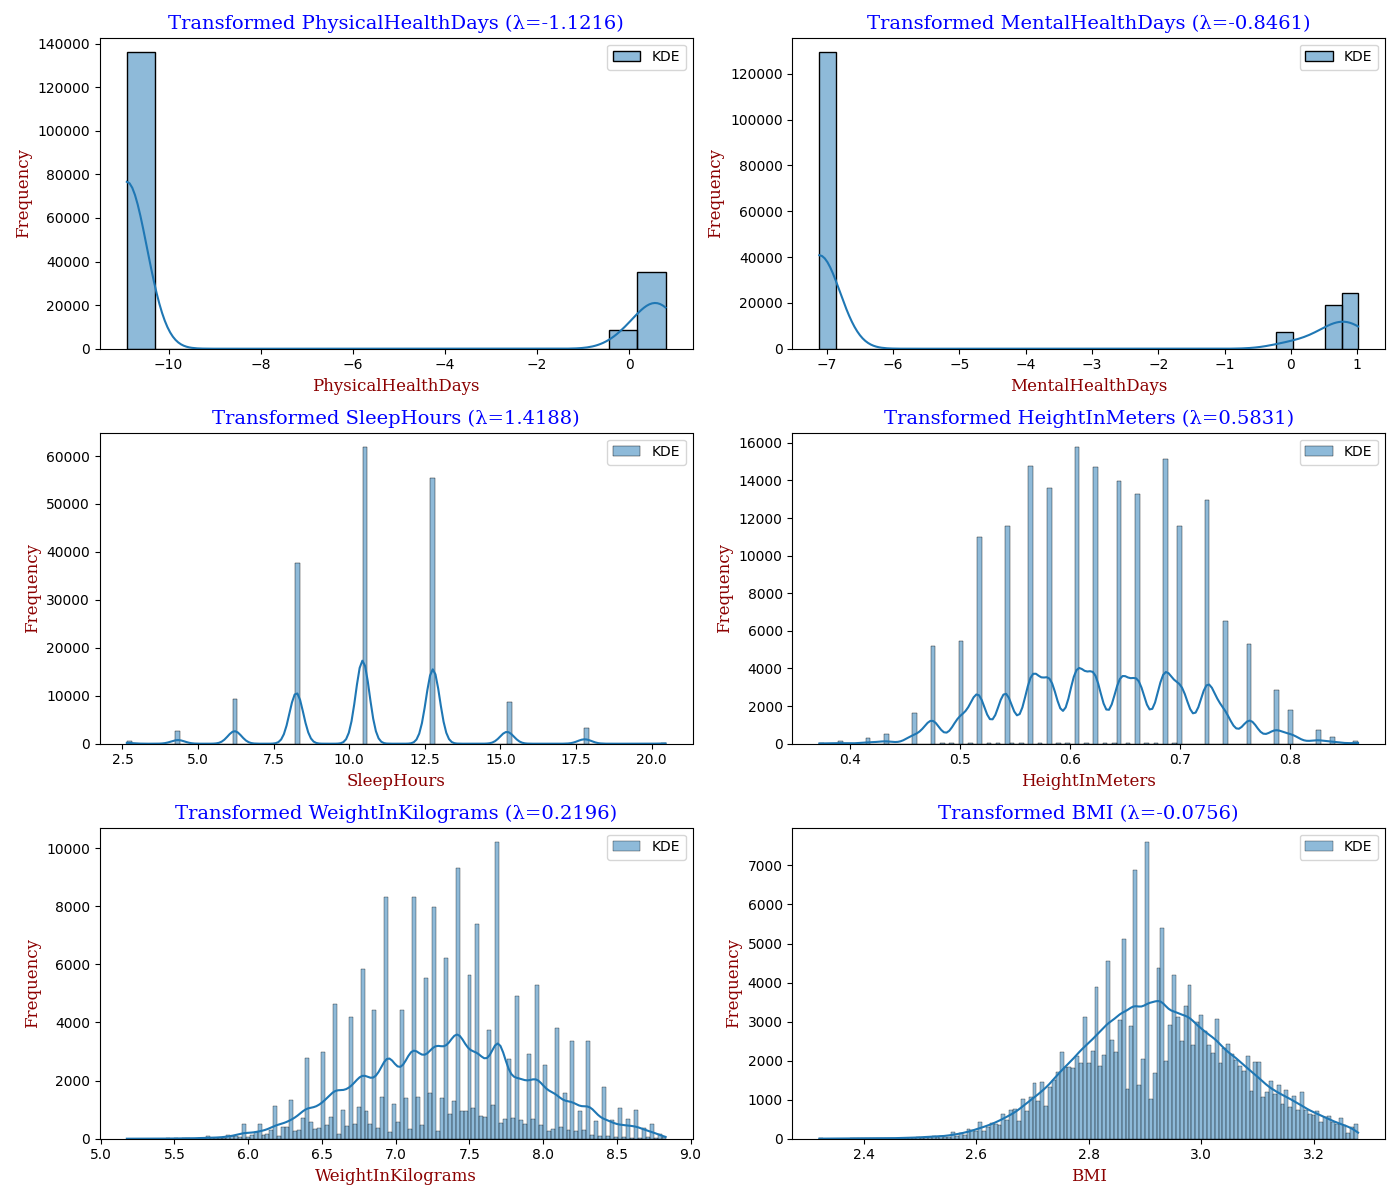 Transformed PhysicalHealthDays (λ=-1.1216)
140000
120000
100000
80000
60000
40000
20000
0
Frequency
KDE
−10 −8 −6 −4 −2 0
PhysicalHealthDays
Transformed MentalHealthDays (λ=-0.8461)
120000
100000
80000
60000
40000
20000
0
Frequency
KDE
−7 −6 −5 −4 −3 −2 −1 0 1
MentalHealthDays
Transformed SleepHours (λ=1.4188)
60000
50000
40000
30000
20000
10000
0
Frequency
KDE
2.5 5.0 7.5 10.0 12.5 15.0 17.5 20.0
SleepHours
Transformed HeightInMeters (λ=0.5831)
16000
14000
12000
10000
8000
6000
4000
2000
0
Frequency
KDE
0.4 0.5 0.6 0.7 0.8
HeightInMeters
Transformed WeightInKilograms (λ=0.2196)
10000
8000
6000
4000
2000
0
Frequency
KDE
5.0 5.5 6.0 6.5 7.0 7.5 8.0 8.5 9.0
WeightInKilograms
Transformed BMI (λ=-0.0756)
7000
6000
5000
4000
3000
2000
1000
0
Frequency
KDE
2.4 2.6 2.8 3.0 3.2
BMI